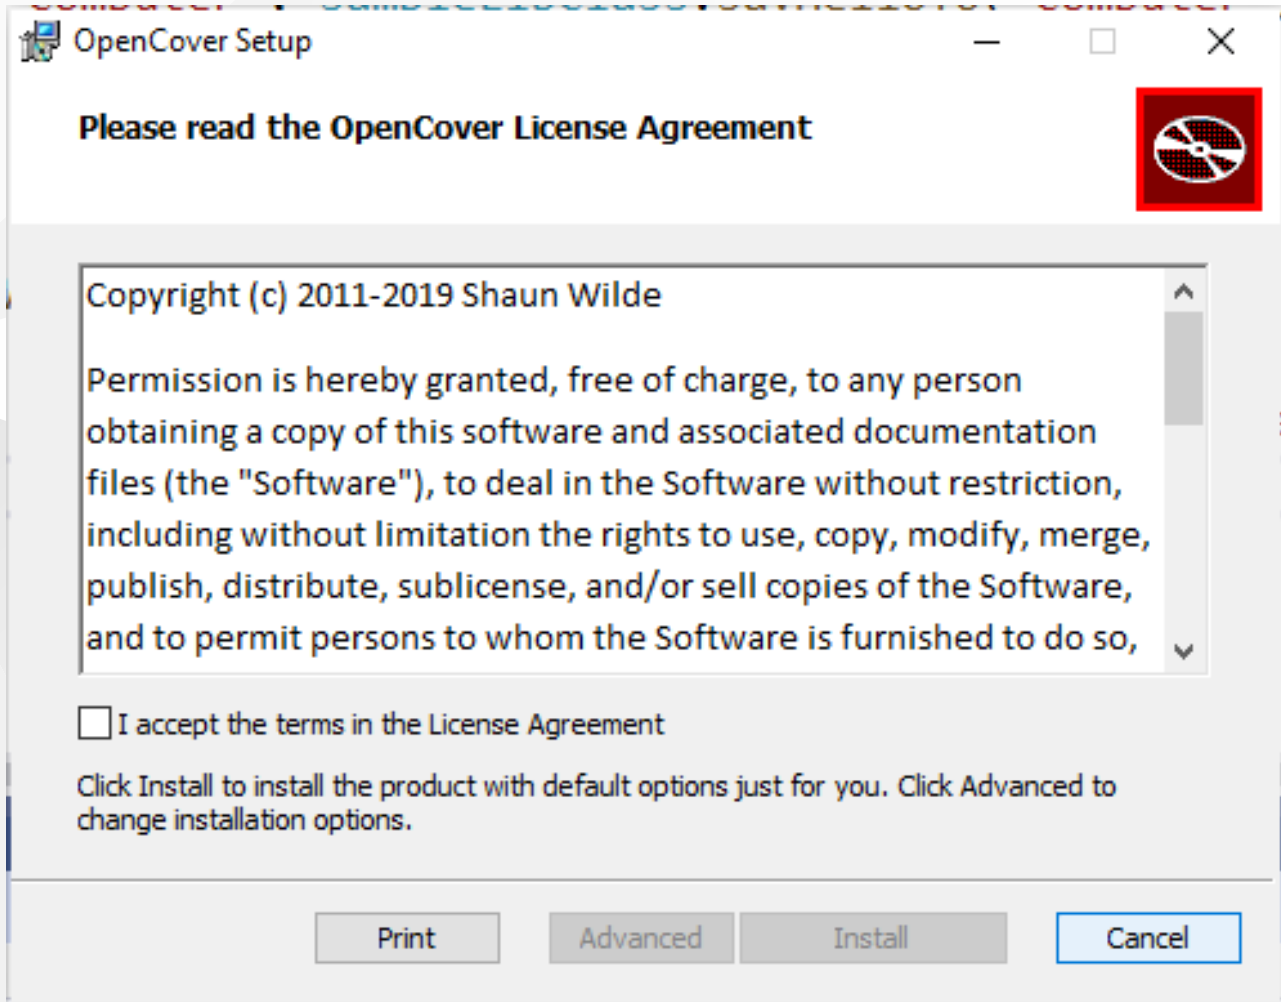 OpenCover Setup
Please read the OpenCover License Agreement
Copyright (c) 2011-2019 Shaun Wilde
Permission is hereby granted, free of charge, to any person
obtaining a copy of this software and associated documentation
files (the "Software"), to deal in the Software without restriction,
including without limitation the rights to use, copy, modify, merge,
publish, distribute, sublicense, and/or sell copies of the Software,
and to permit persons to whom the Software is furnished to do so,
I accept the terms in the License Agreement
Click Install to install the product with default options just for you. Click Advanced to
change installation options.
Print Advanced Install Cancel